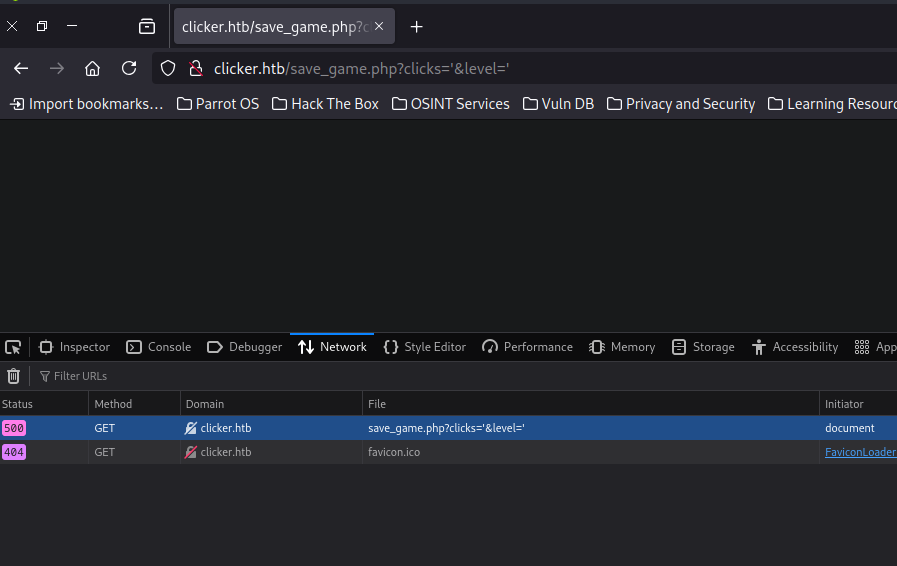 clicker.htb/save_game.php?c
clicker.htb/save_game.php?clicks='&level='
Import bookmarks… Parrot OS Hack The Box OSINT Services Vuln DB Privacy and Security Learning Resourc
Inspector Console Debugger Network Style Editor Performance Memory Storage Accessibility App
Filter URLs
Status Method Domain File Initiator
500 GET clicker.htb save_game.php?clicks='&level=' document
404 GET clicker.htb favicon.ico FaviconLoader